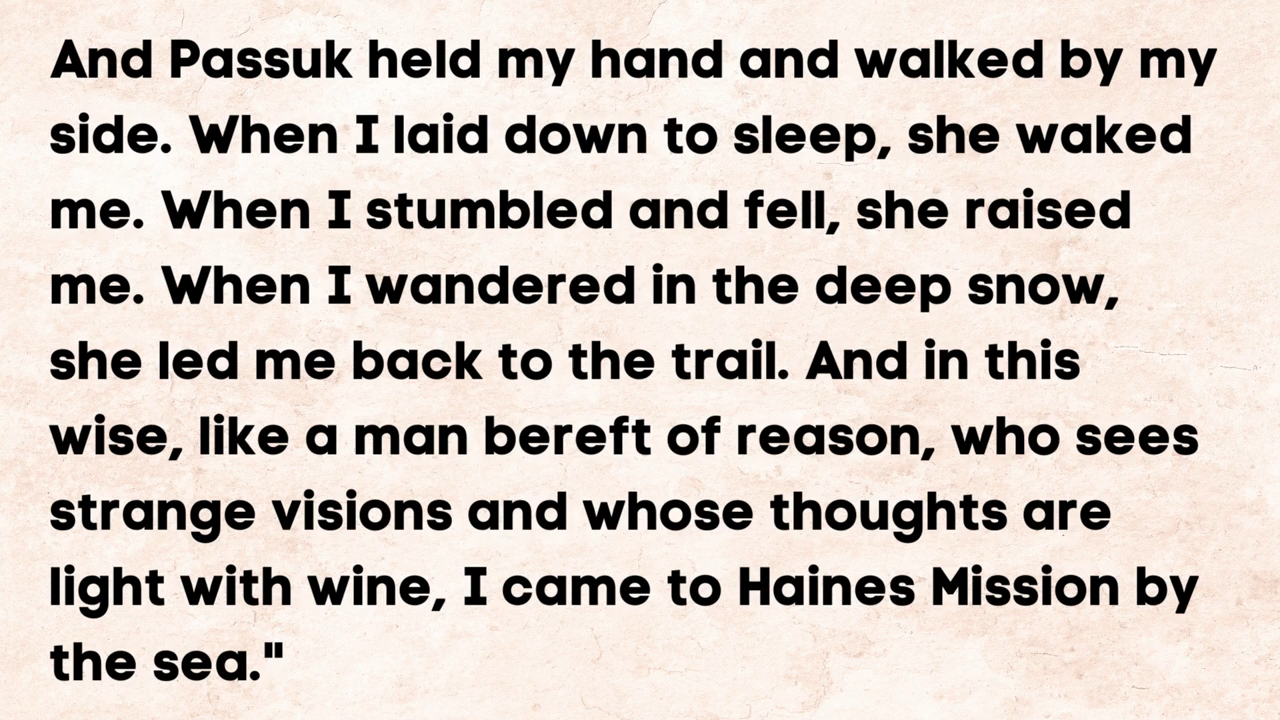 And Passuk held my hand and walked by my
side. When I laid down to sleep, she waked
me. When I stumbled and fell, she raised
me. When I wandered in the deep snow,
she led me back to the trail. And in this
wise, like a man bereft of reason, who sees
strange visions and whose thoughts are
light with wine, I came to Haines Mission by
the sea."